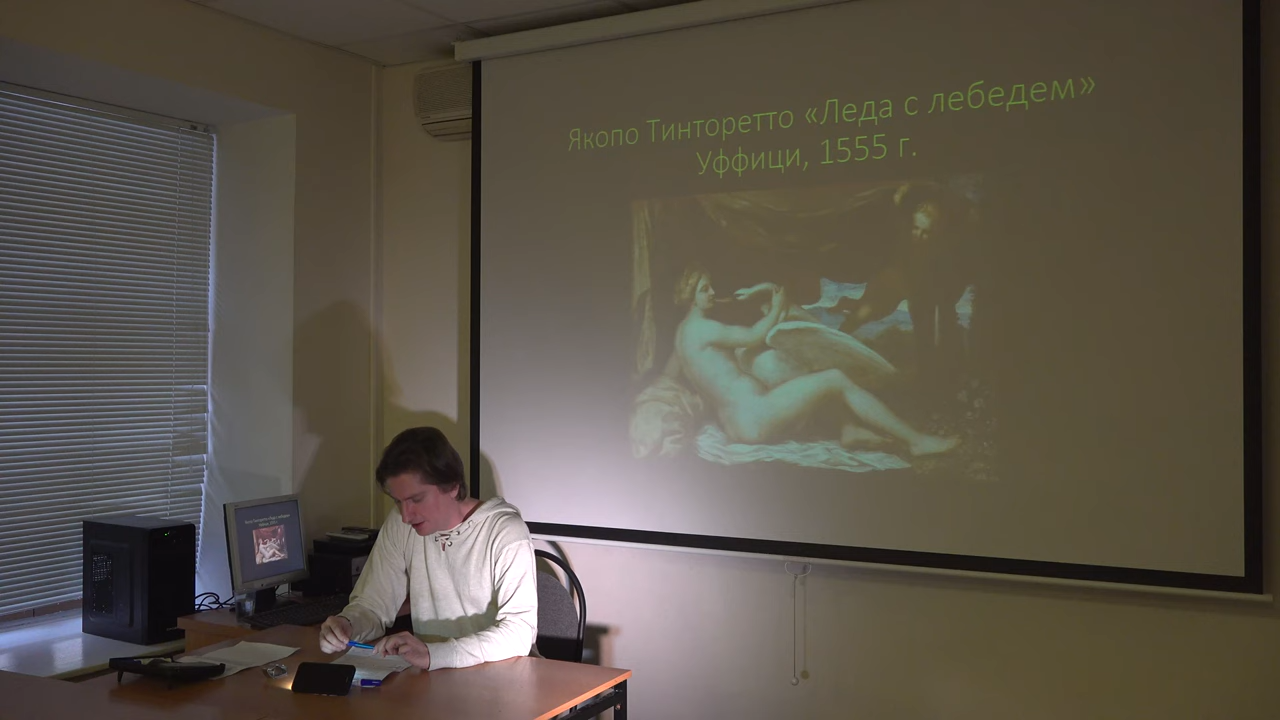 Якопо Тинторетто «Леда с лебедем»
Уффици, 1555 г.